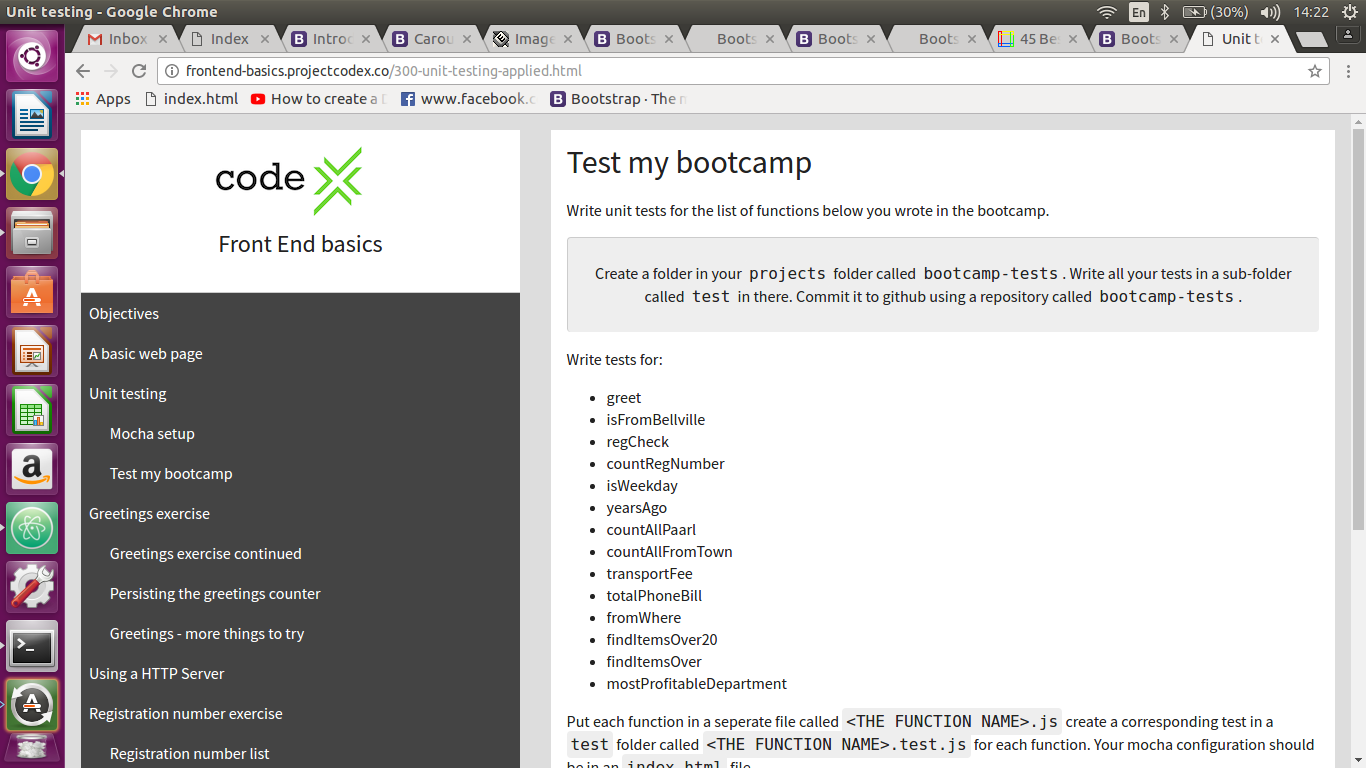 Unit testing - Google Chrome
En
(30%)
14:22
Inbox
Index
Introd
Carou
Image
Boots
Boots
Boots
Boots
45 Be
Boots
Unit t
frontend-basics.projectcodex.co/300-unit-testing-applied.html
Apps
index.html
How to create a
www.facebook.c
Bootstrap · The
code X
Front End basics
Objectives
A basic web page
Unit testing
Mocha setup
Test my bootcamp
Greetings exercise
Greetings exercise continued
Persisting the greetings counter
Greetings - more things to try
Using a HTTP Server
Registration number exercise
Registration number list
Test my bootcamp
Write unit tests for the list of functions below you wrote in the bootcamp.
Create a folder in your projects folder called bootcamp-tests. Write all your tests in a sub-folder
called test in there. Commit it to github using a repository called bootcamp-tests.
Write tests for:
greet
isFromBellville
regCheck
countRegNumber
isWeekday
yearsAgo
countAllPaarl
countAllFromTown
transportFee
totalPhoneBill
fromWhere
findItemsOver20
findItemsOver
mostProfitableDepartment
Put each function in a seperate file called <THE FUNCTION NAME>.js create a corresponding test in a
test folder called <THE FUNCTION NAME>.test.js for each function. Your mocha configuration should
be in an index.html file.